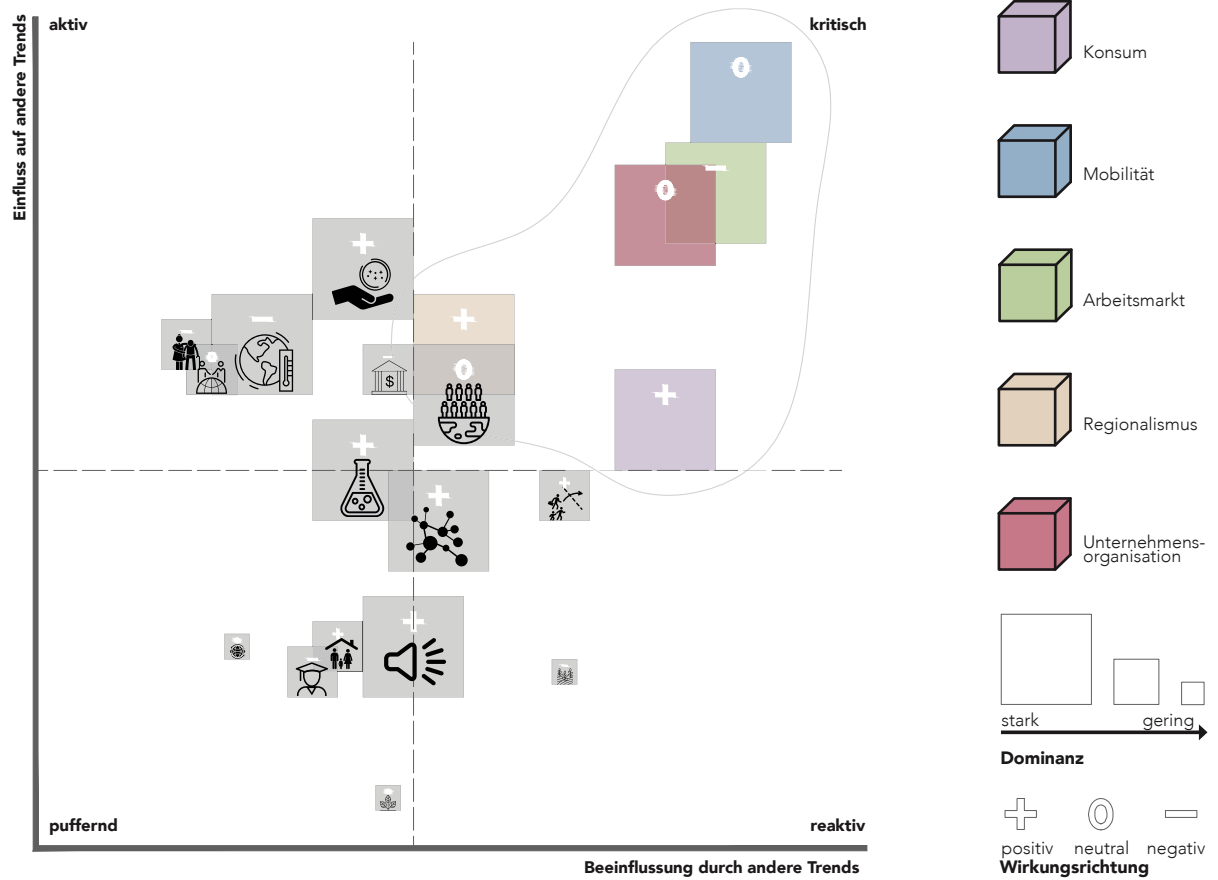 aktiv
kritisch
Einfluss auf andere Trends
puffernd
reaktiv
Beeinflussung durch andere Trends
Konsum
Mobilität
Arbeitsmarkt
Regionalismus
Unternehmens-
organisation
stark
gering
Dominanz
positiv
neutral
negativ
Wirkungsrichtung